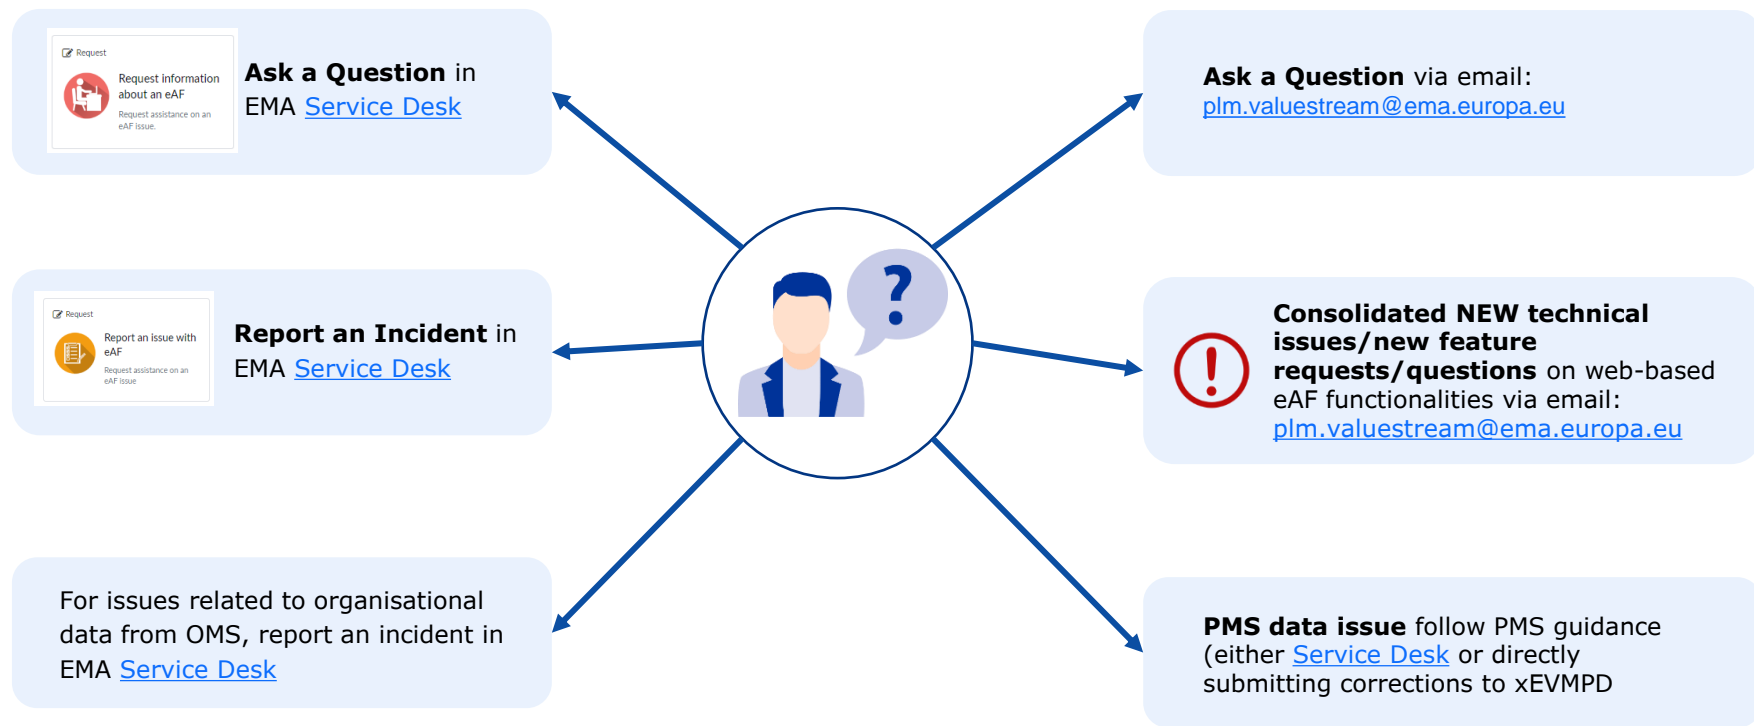 Request
Request information
about an eAF
Request assistance on an
eAF issue.
Ask a Question in
EMA Service Desk
Request
Report an issue with
eAF
Request assistance on an
eAF issue
Report an Incident in
EMA Service Desk
For issues related to organisational
data from OMS, report an incident in
EMA Service Desk
?
Ask a Question via email:
plm.valuestream@ema.europa.eu
Consolidated NEW technical
issues/new feature
requests/questions on web-based
eAF functionalities via email:
plm.valuestream@ema.europa.eu
PMS data issue follow PMS guidance
(either Service Desk or directly
submitting corrections to xEVMPD